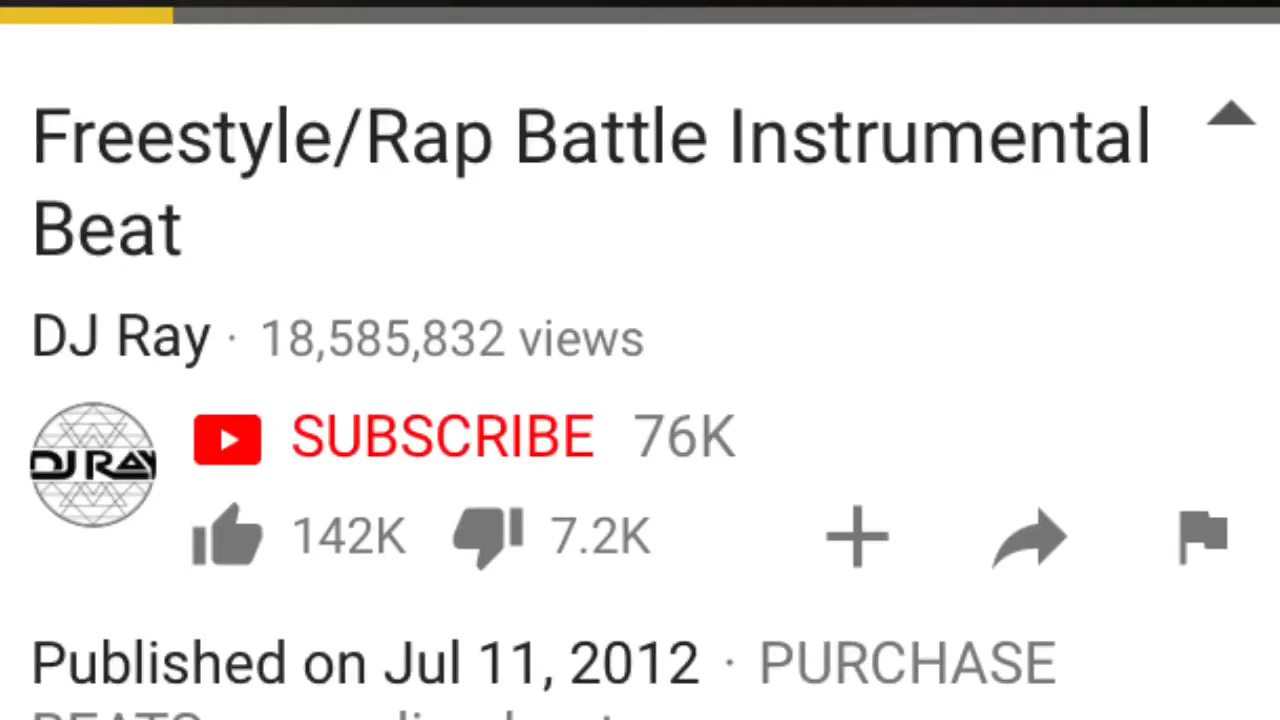 Freestyle/Rap Battle Instrumental
Beat
DJ Ray · 18,585,832 views
DJ RAY
SUBSCRIBE 76K
142K 7.2K
Published on Jul 11, 2012 · PURCHASE